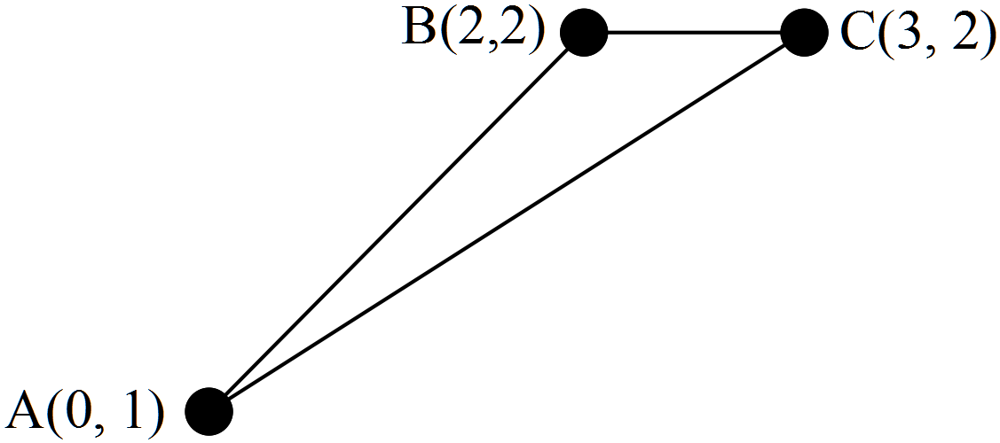 B(2,2)
C(3, 2)
A(0, 1)